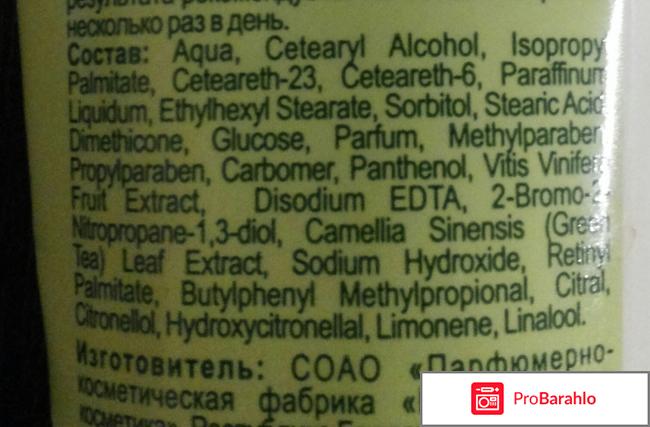 несколько раз в день.
Состав: Aqua, Cetearyl Alcohol, Isopropy
Palmitate, Ceteareth-23, Ceteareth-6, Paraffinum
Liquidum, Ethylhexyl Stearate, Sorbitol, Stearic Acid
Dimethicone, Glucose, Parfum, Methylparaben
Propylparaben, Carbomer, Panthenol, Vitis Vinifera
Fruit Extract, Disodium EDTA, 2-Bromo-2-
Nitropropane-1,3-diol, Camellia Sinensis (Green
Tea) Leaf Extract, Sodium Hydroxide, Retinyl
Palmitate, Butylphenyl Methylpropional, Citral,
Citronellol, Hydroxycitronellal, Limonene, Linalool.
Изготовитель: СОАО «Парфюмерно-
косметическая фабрика «
ProBarahlo